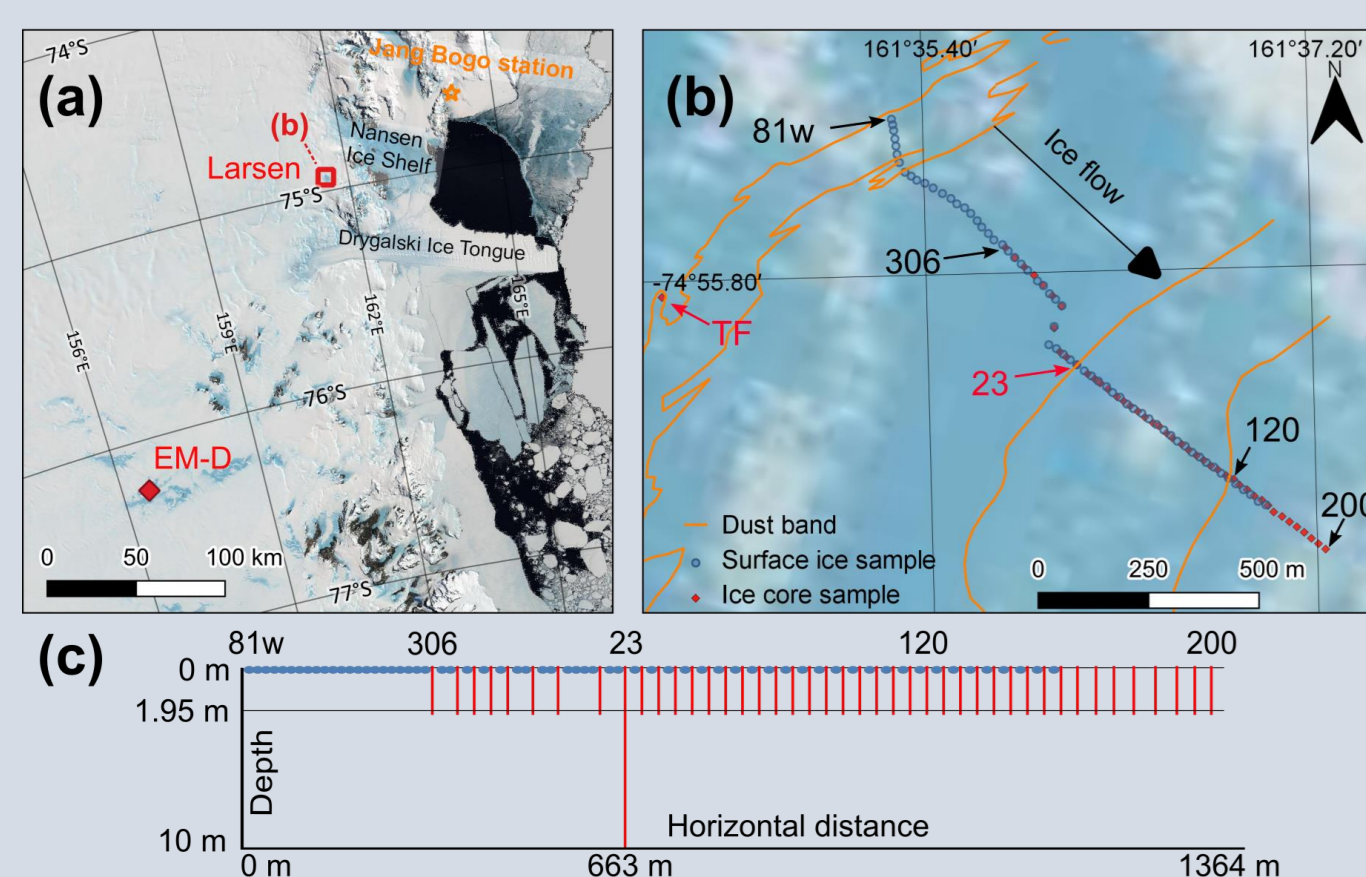 (a)
74°S
Jang Bogo station
(b)
Larsen
Nansen
Ice Shelf
75°S
Drygalski Ice Tongue
156°E
159°E
162°E
165°E
76°S
EM-D
0 50 100 km
77°S
(b)
161°35.40′
161°37.20′
N
81w
Ice flow
306
-74°55.80′
TF
23
120
200
Dust band
Surface ice sample
Ice core sample
0 250 500 m
(c)
81w 306 23 120 200
0 m
1.95 m
Depth
10 m
Horizontal distance
0 m 663 m 1364 m